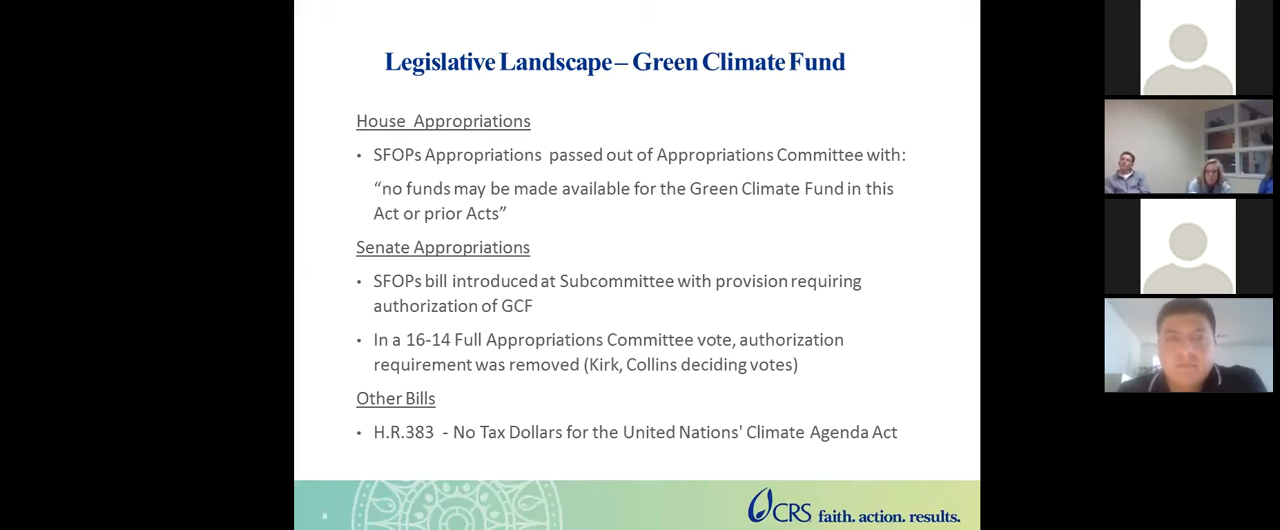 Legislative Landscape – Green Climate Fund
House Appropriations
• SFOPs Appropriations passed out of Appropriations Committee with:
“no funds may be made available for the Green Climate Fund in this
Act or prior Acts”
Senate Appropriations
• SFOPs bill introduced at Subcommittee with provision requiring
authorization of GCF
• In a 16-14 Full Appropriations Committee vote, authorization
requirement was removed (Kirk, Collins deciding votes)
Other Bills
• H.R.383 - No Tax Dollars for the United Nations' Climate Agenda Act
8
CRS faith. action. results.